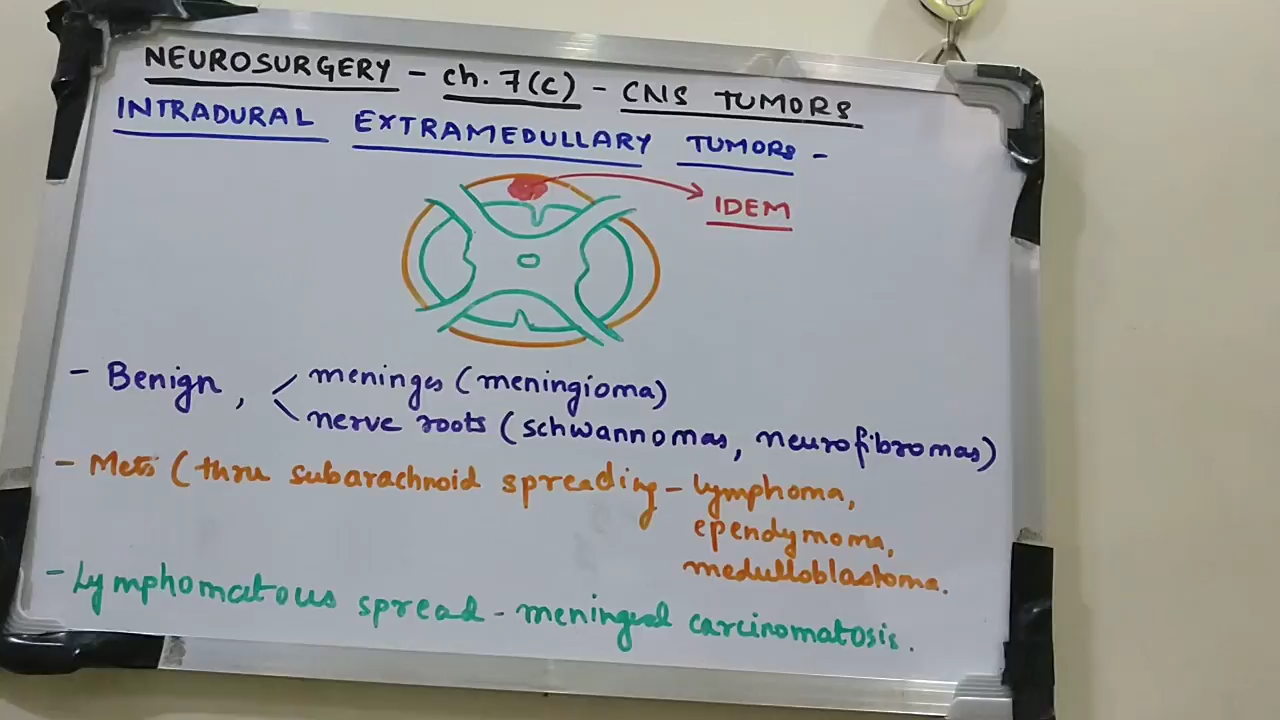 NEUROSURGERY - Ch. 7(C) - CNS TUMORS
INTRADURAL EXTRAMEDULLARY TUMORS -
IDEM
- Benign, < meninges (meningioma)
nerve roots (schwannomas, neurofibromas)
- Mets (thru subarachnoid spreading - lymphoma,
ependymoma,
medulloblastoma.
- Lymphomatous spread - meningeal carcinomatosis.